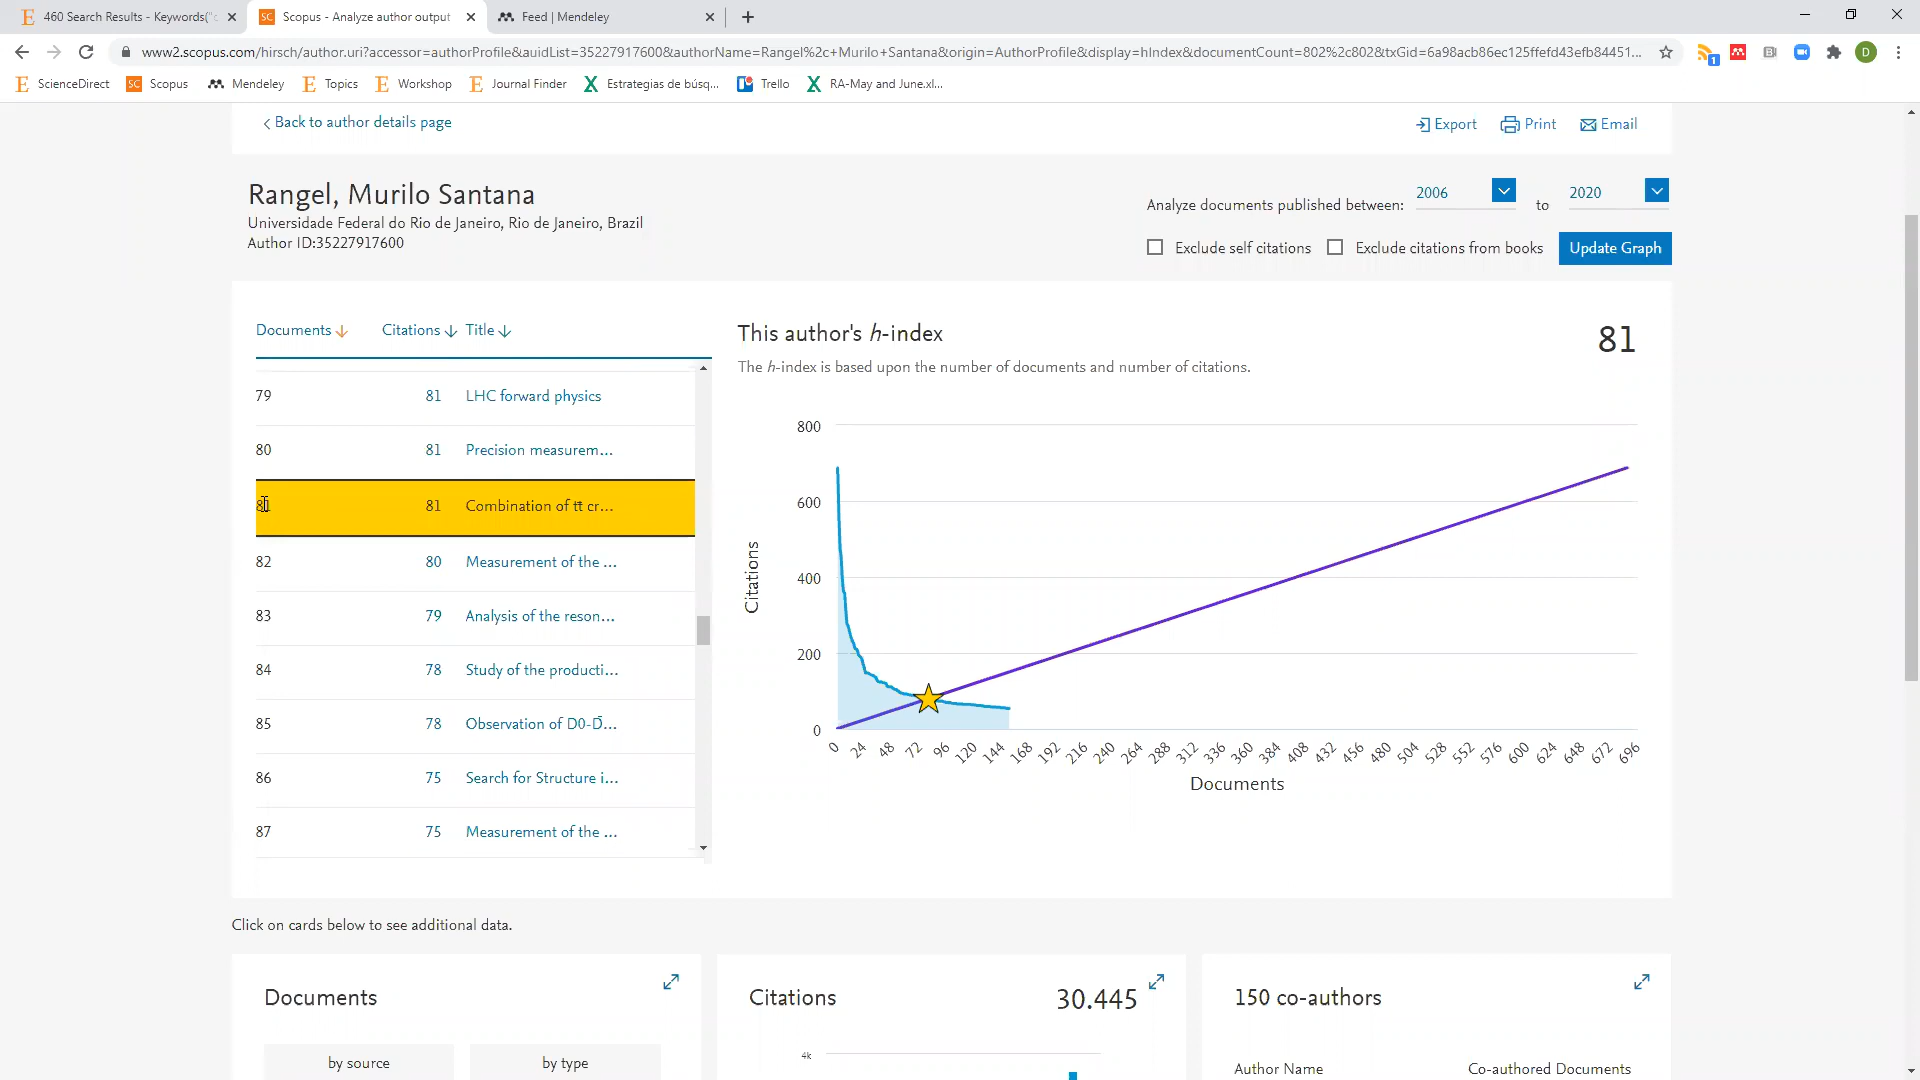 460 Search Results - Keywords("c
Scopus - Analyze author output
Feed | Mendeley
www2.scopus.com/hirsch/author.uri?accessor=authorProfile&auidList=35227917600&authorName=Rangel%2c+Murilo+Santana&origin=AuthorProfile&display=hIndex&documentCount=802%2c802&txGid=6a98acb86ec125ffefd43efb84451...
ScienceDirect
Scopus
Mendeley
Topics
Workshop
Journal Finder
Estrategias de búsq...
Trello
RA-May and June.xl...
Back to author details page
Export
Print
Email
Rangel, Murilo Santana
Universidade Federal do Rio de Janeiro, Rio de Janeiro, Brazil
Author ID:35227917600
Analyze documents published between: 2006 to 2020
Exclude self citations
Exclude citations from books
Update Graph
Documents Citations Title
79 81 LHC forward physics
80 81 Precision measurem...
81 81 Combination of tt̄ cr...
82 80 Measurement of the ...
83 79 Analysis of the reson...
84 78 Study of the producti...
85 78 Observation of D0-D̄...
86 75 Search for Structure i...
87 75 Measurement of the ...
This author's h-index
81
The h-index is based upon the number of documents and number of citations.
800
600
400
200
0
Citations
0 24 48 72 96 120 144 168 192 216 240 264 288 312 336 360 384 408 432 456 480 504 528 552 576 600 624 648 672 696
Documents
Click on cards below to see additional data.
Documents
by source
by type
Citations
30.445
4k
150 co-authors
Author Name
Co-authored Documents